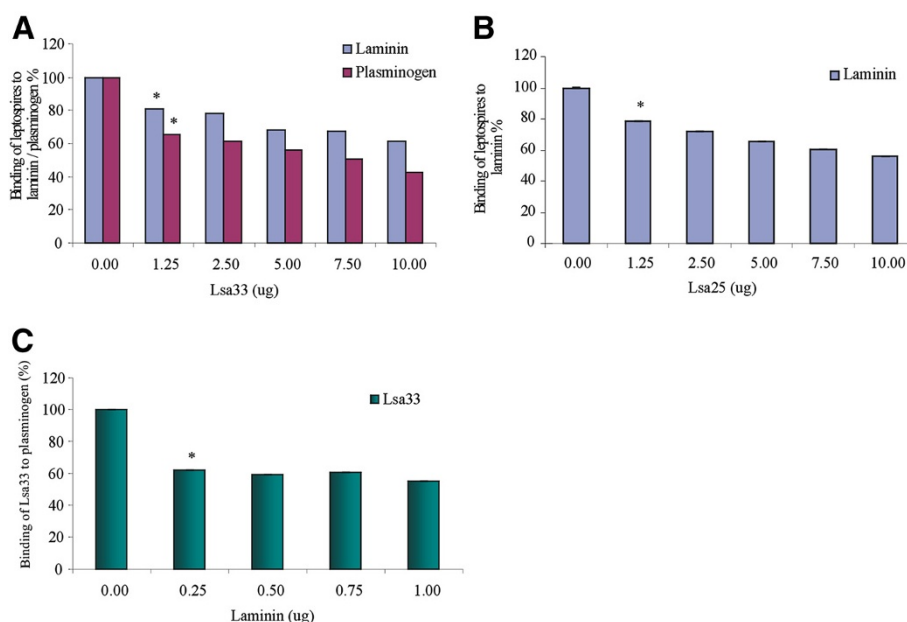 A
Binding of leptospires to
laminin / plasminogen %
120
100
80
60
40
20
0
Laminin
Plasminogen
*
*
0.00 1.25 2.50 5.00 7.50 10.00
Lsa33 (ug)
B
Binding of leptospires to
laminin %
120
100
80
60
40
20
0
Laminin
*
0.00 1.25 2.50 5.00 7.50 10.00
Lsa25 (ug)
C
Binding of Lsa33 to plasminogen (%)
120
100
80
60
40
20
0
Lsa33
*
0.00 0.25 0.50 0.75 1.00
Laminin (ug)